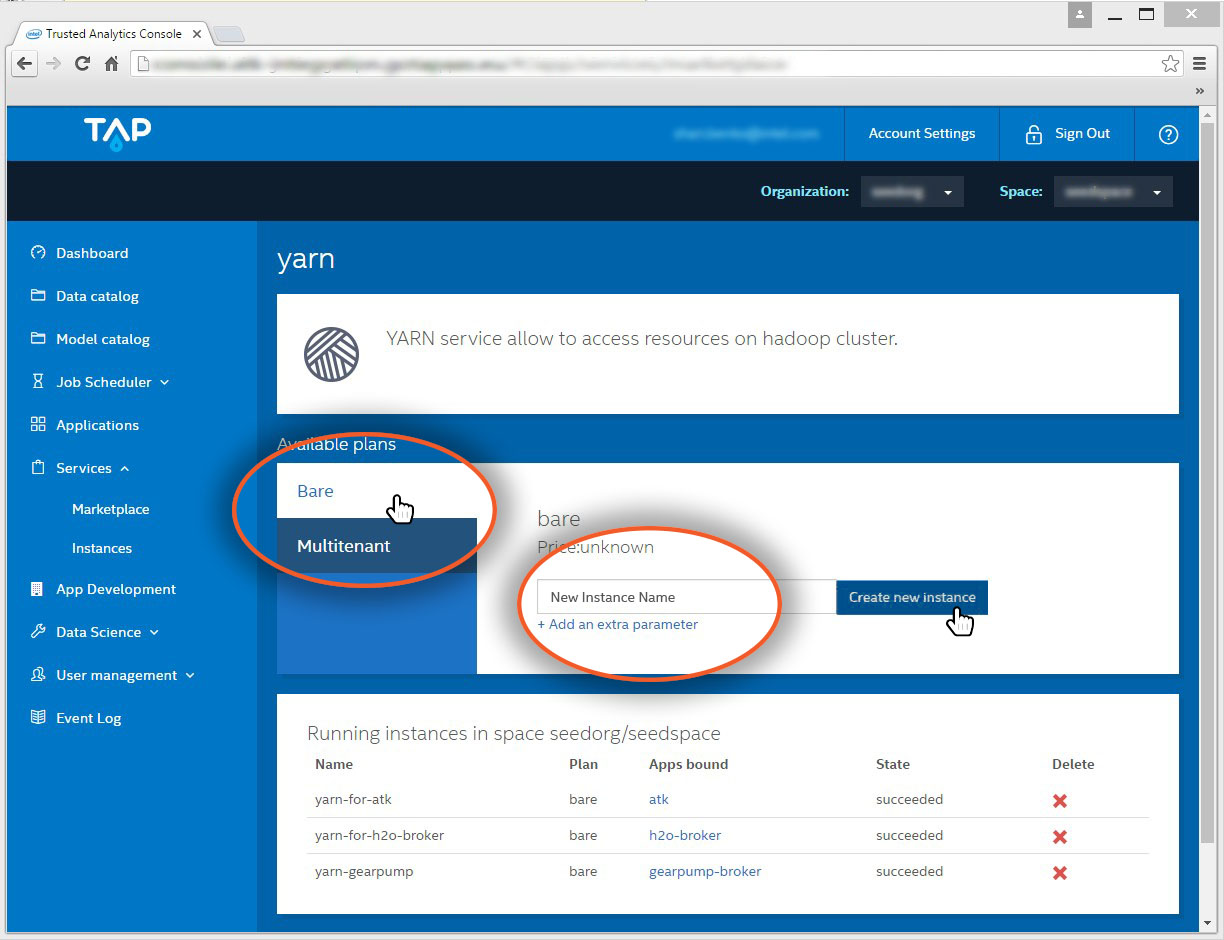 intel Trusted Analytics Console
TAP
Account Settings
Sign Out
?
Organization:
Space:
Dashboard
Data catalog
Model catalog
Job Scheduler
Applications
Services
Marketplace
Instances
App Development
Data Science
User management
Event Log
yarn
YARN service allow to access resources on hadoop cluster.
Available plans
Bare
Multitenant
bare
Price:unknown
New Instance Name
Create new instance
+ Add an extra parameter
Running instances in space seedorg/seedspace
Name Plan Apps bound State Delete
yarn-for-atk bare atk succeeded
yarn-for-h2o-broker bare h2o-broker succeeded
yarn-gearpump bare gearpump-broker succeeded